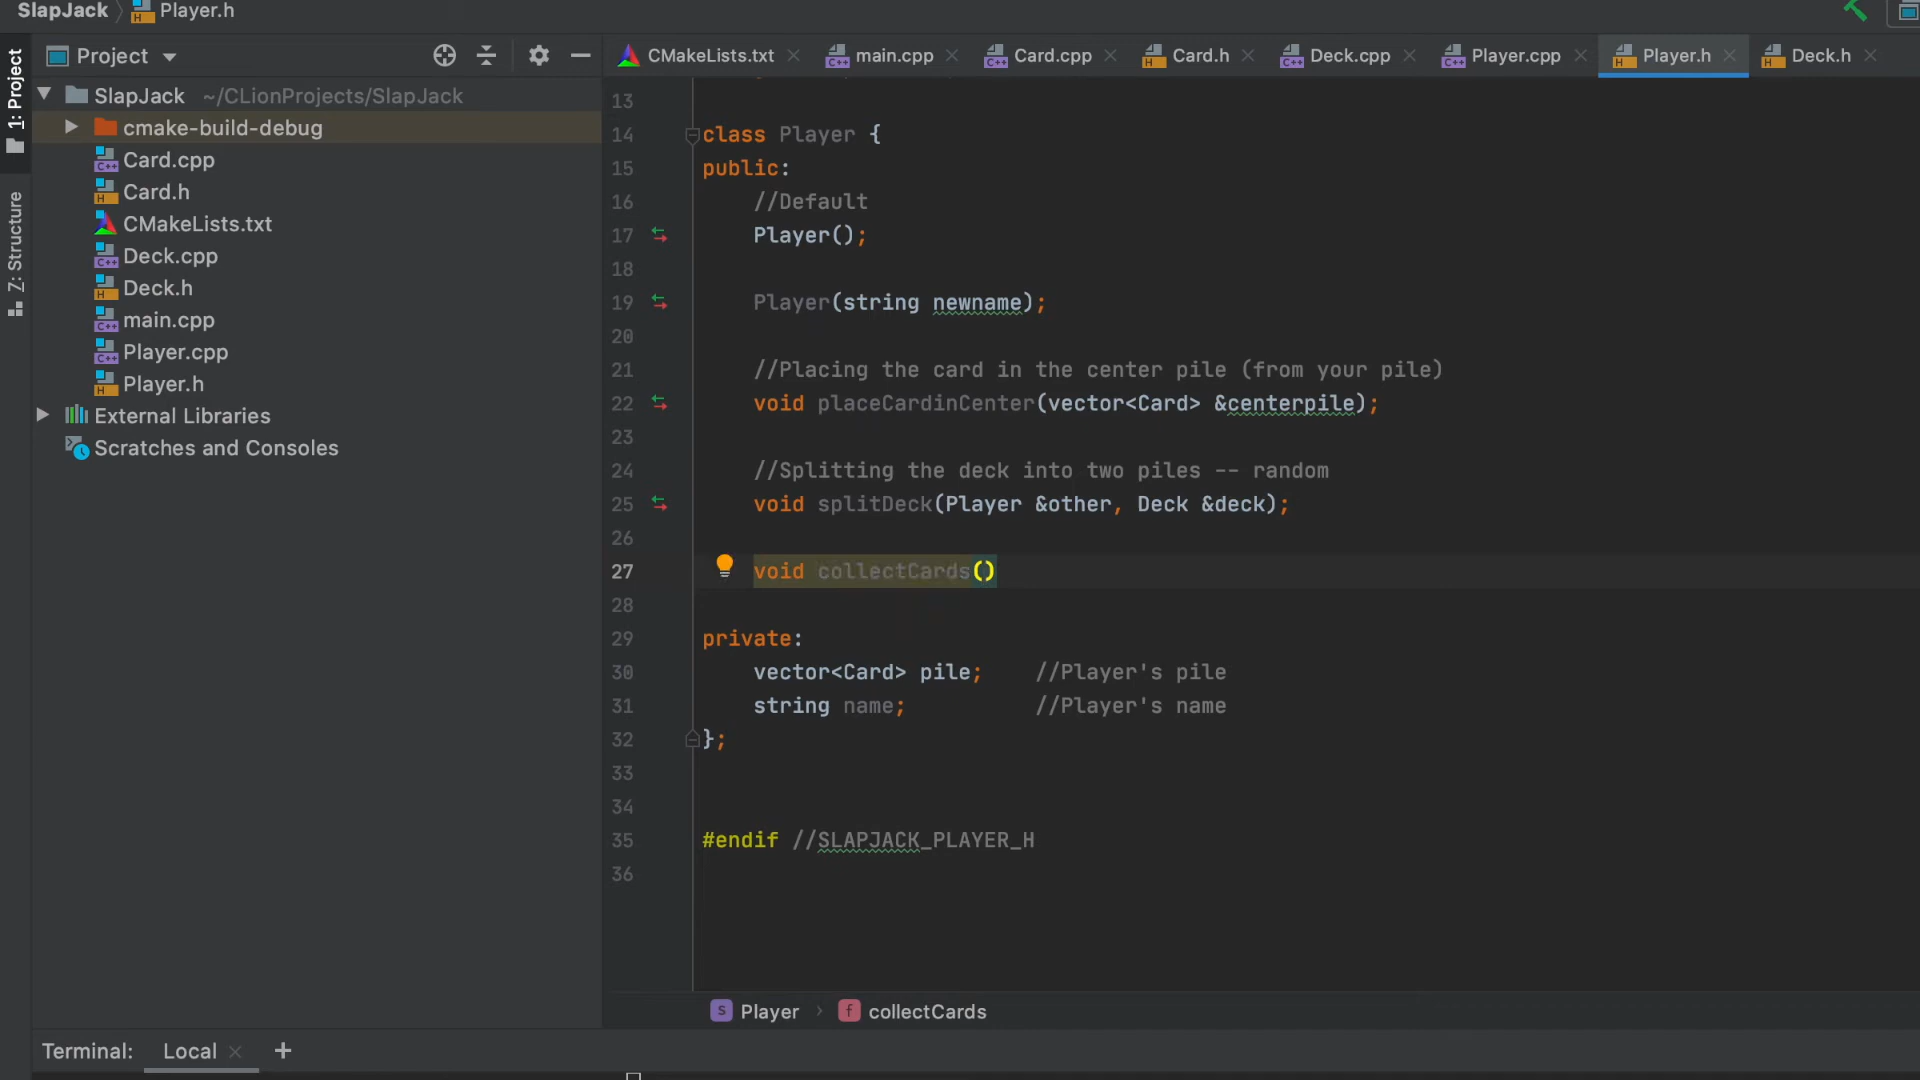 SlapJack Player.h
Project
CMakeLists.txt main.cpp Card.cpp Card.h Deck.cpp Player.cpp Player.h Deck.h
1: Project
Z: Structure
SlapJack ~/CLionProjects/SlapJack
cmake-build-debug
Card.cpp
Card.h
CMakeLists.txt
Deck.cpp
Deck.h
main.cpp
Player.cpp
Player.h
External Libraries
Scratches and Consoles
13
14 class Player {
15 public:
16 //Default
17 Player();
18
19 Player(string newname);
20
21 //Placing the card in the center pile (from your pile)
22 void placeCardinCenter(vector<Card> &centerpile);
23
24 //Splitting the deck into two piles -- random
25 void splitDeck(Player &other, Deck &deck);
26
27 void collectCards()
28
29 private:
30 vector<Card> pile; //Player's pile
31 string name; //Player's name
32 };
33
34
35 #endif //SLAPJACK_PLAYER_H
36
S Player f collectCards
Terminal: Local +